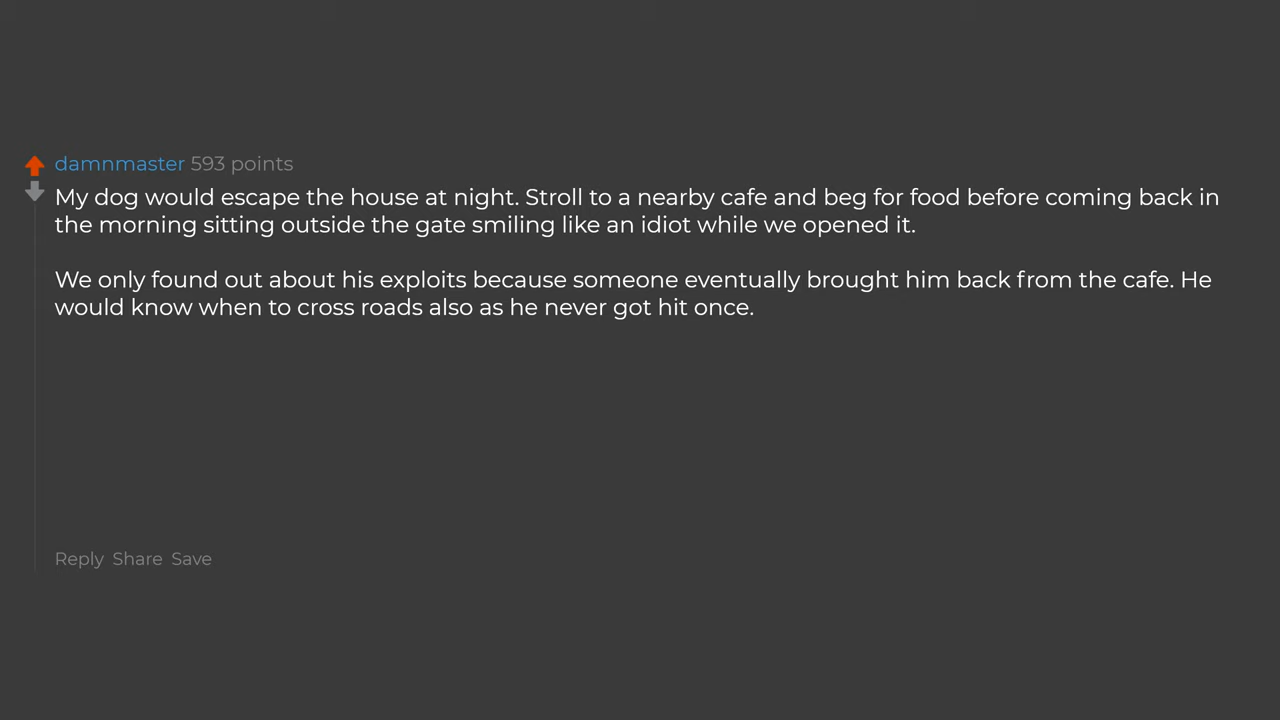 damnmaster 593 points
My dog would escape the house at night. Stroll to a nearby cafe and beg for food before coming back in
the morning sitting outside the gate smiling like an idiot while we opened it.
We only found out about his exploits because someone eventually brought him back from the cafe. He
would know when to cross roads also as he never got hit once.
Reply Share Save